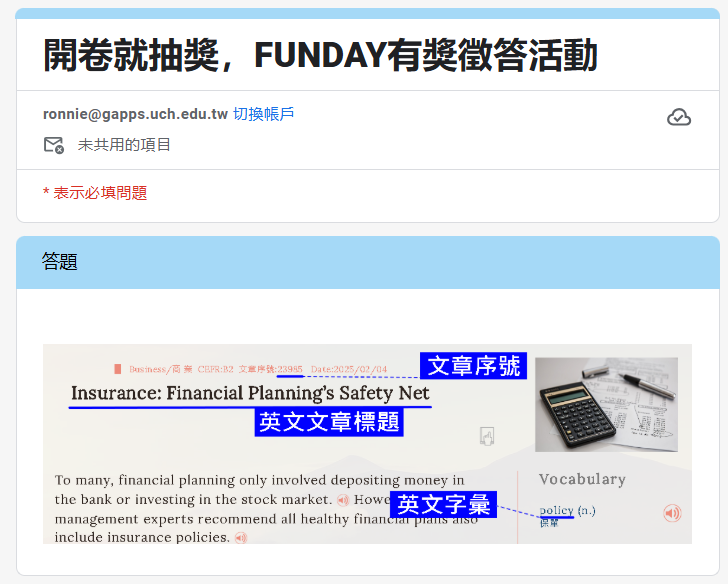 開卷就抽獎，FUNDAY有獎徵答活動
ronnie@gapps.uch.edu.tw 切換帳戶
未共用的項目
* 表示必填問題
答題
Business/商 業 CEFR:B2 文章序號:23985 Date:2025/02/04
文章序號
Insurance: Financial Planning's Safety Net
英文文章標題
To many, financial planning only involved depositing money in
the bank or investing in the stock market.
management experts recommend all healthy financial plans also
include insurance policies.
英文字彙
Vocabulary
policy (n.)
保單